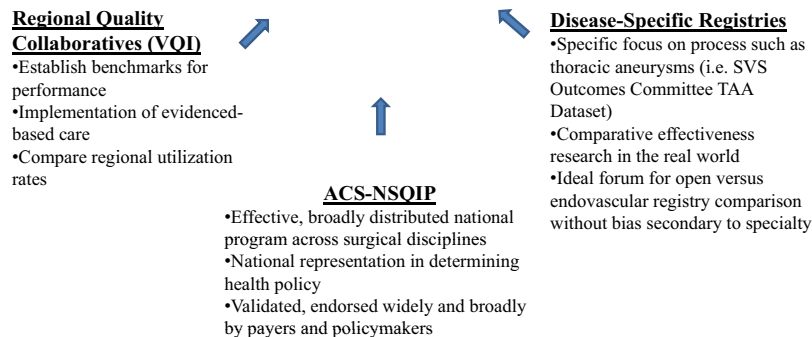 Regional Quality
Collaboratives (VQI)
•Establish benchmarks for
performance
•Implementation of evidenced-
based care
•Compare regional utilization
rates
Disease-Specific Registries
•Specific focus on process such as
thoracic aneurysms (i.e. SVS
Outcomes Committee TAA
Dataset)
•Comparative effectiveness
research in the real world
•Ideal forum for open versus
endovascular registry comparison
without bias secondary to specialty
ACS-NSQIP
•Effective, broadly distributed national
program across surgical disciplines
•National representation in determining
health policy
•Validated, endorsed widely and broadly
by payers and policymakers